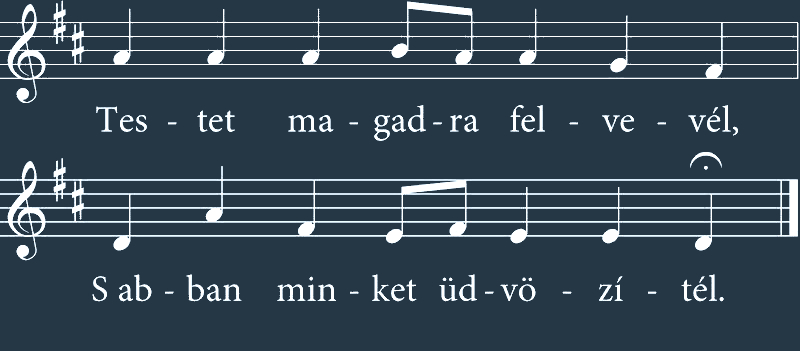 Tes - tet ma - gad - ra fel - ve - vél,
S ab - ban min - ket üd - vö - zí - tél.